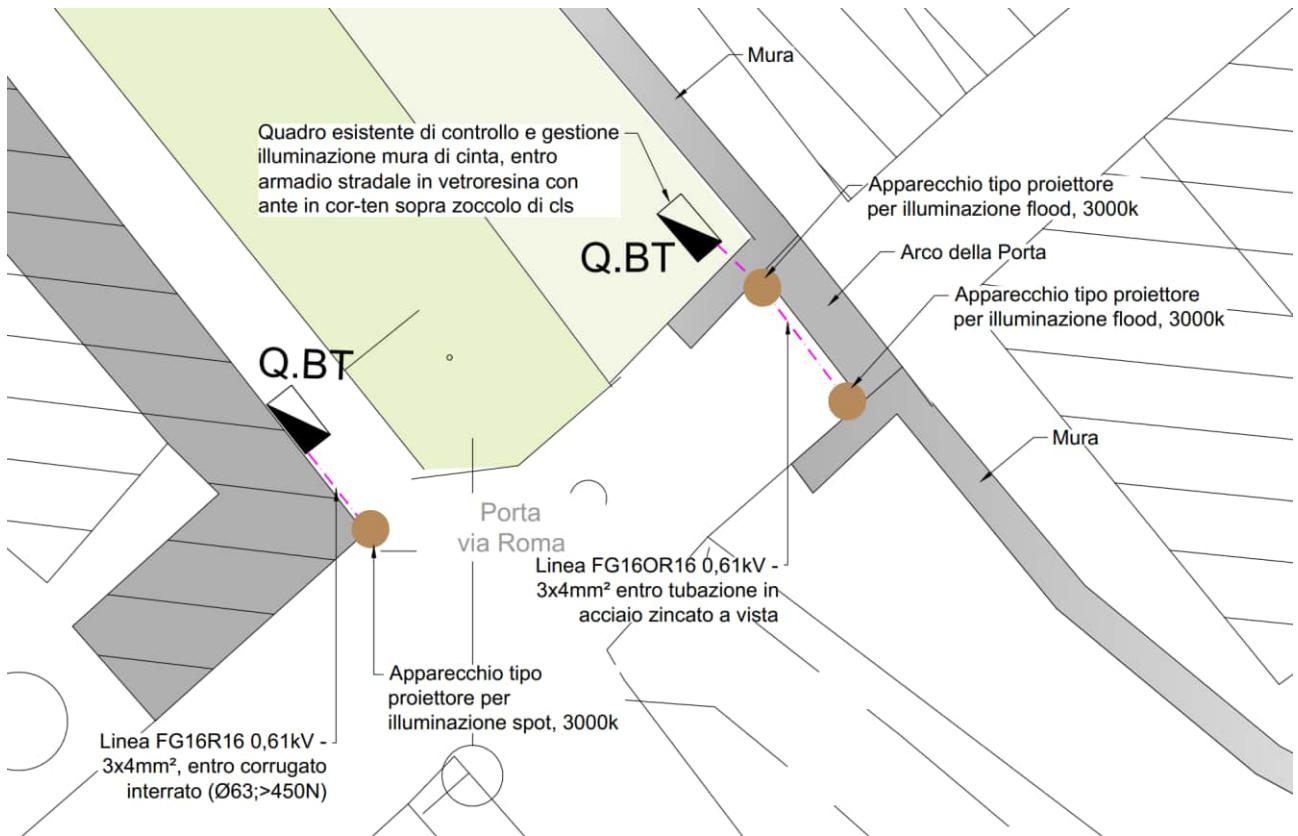 Mura
Quadro esistente di controllo e gestione
illuminazione mura di cinta, entro
armadio stradale in vetroresina con
ante in cor-ten sopra zoccolo di cls
Apparecchio tipo proiettore
per illuminazione flood, 3000k
Arco della Porta
Q.BT
Apparecchio tipo proiettore
per illuminazione flood, 3000k
Q.BT
Mura
Porta
via Roma
Linea FG16OR16 0,61kV -
3x4mm² entro tubazione in
acciaio zincato a vista
Apparecchio tipo
proiettore per
illuminazione spot, 3000k
Linea FG16R16 0,61kV -
3x4mm², entro corrugato
interrato (Ø63;>450N)